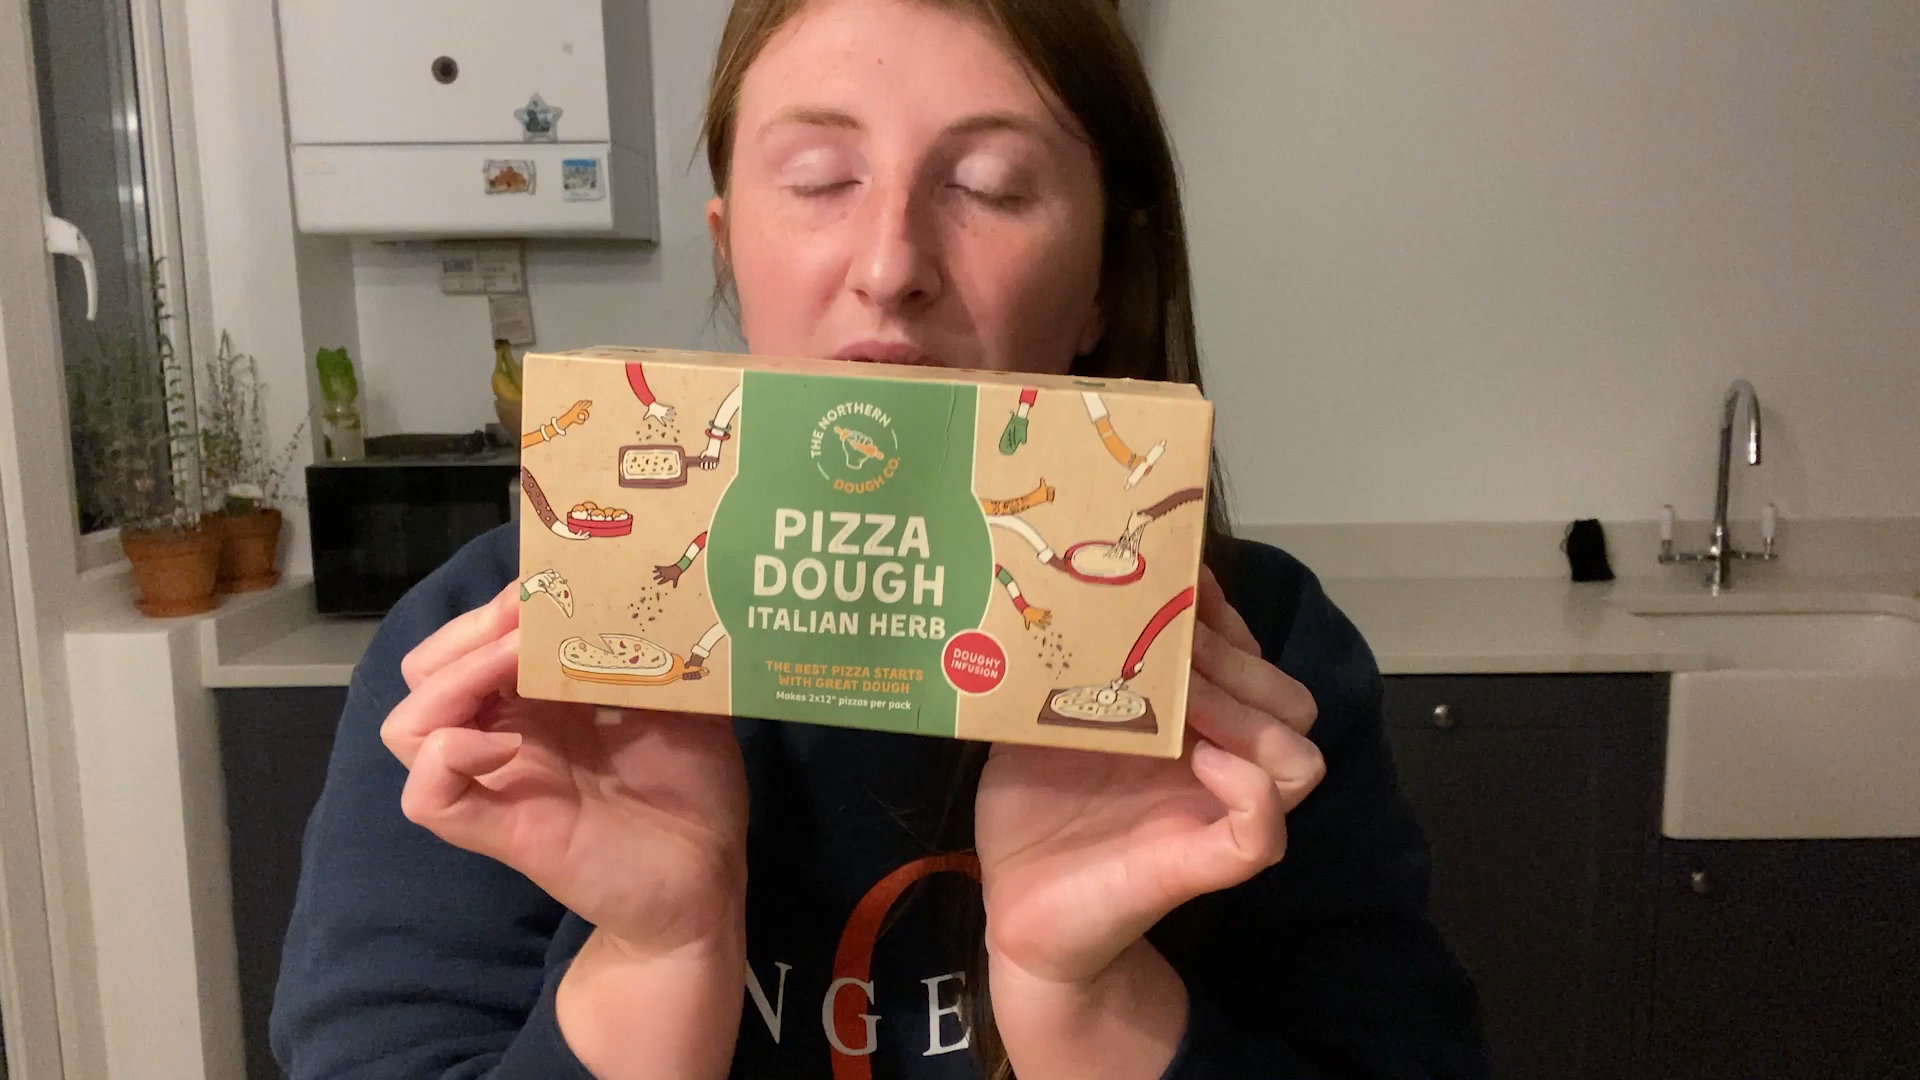 THE NORTHERN
DOUGH CO.
PIZZA
DOUGH
ITALIAN HERB
DOUGHY
INFUSION
THE BEST PIZZA STARTS
WITH GREAT DOUGH
Makes 2x12" pizzas per pack
NGE